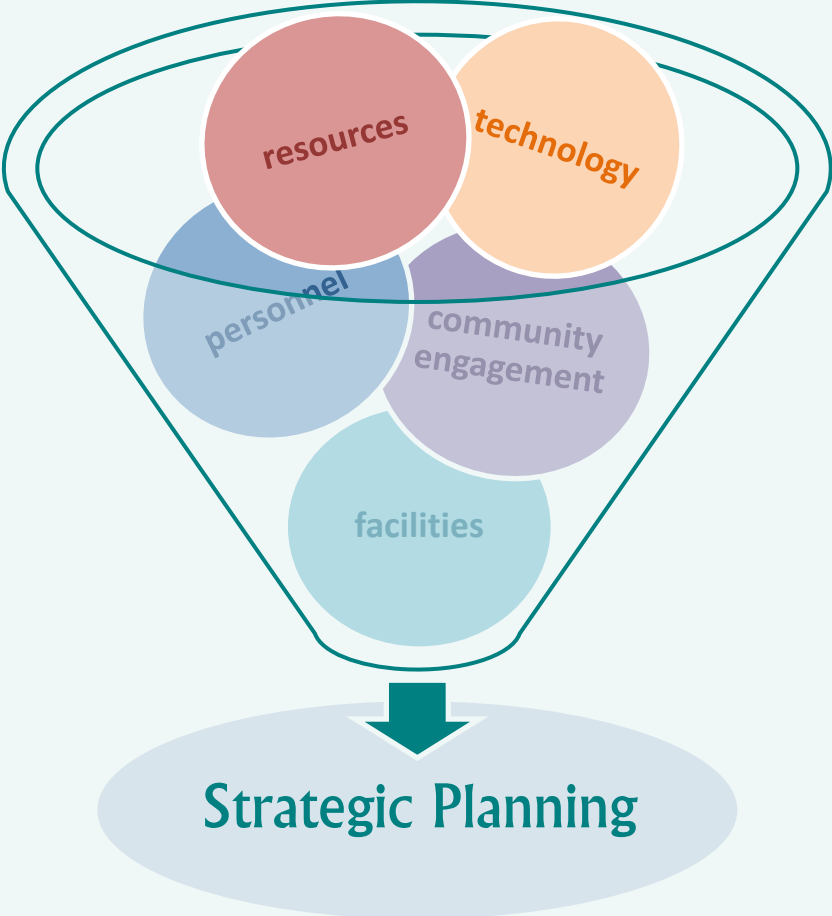 resources
technology
personnel
community
engagement
facilities
Strategic Planning